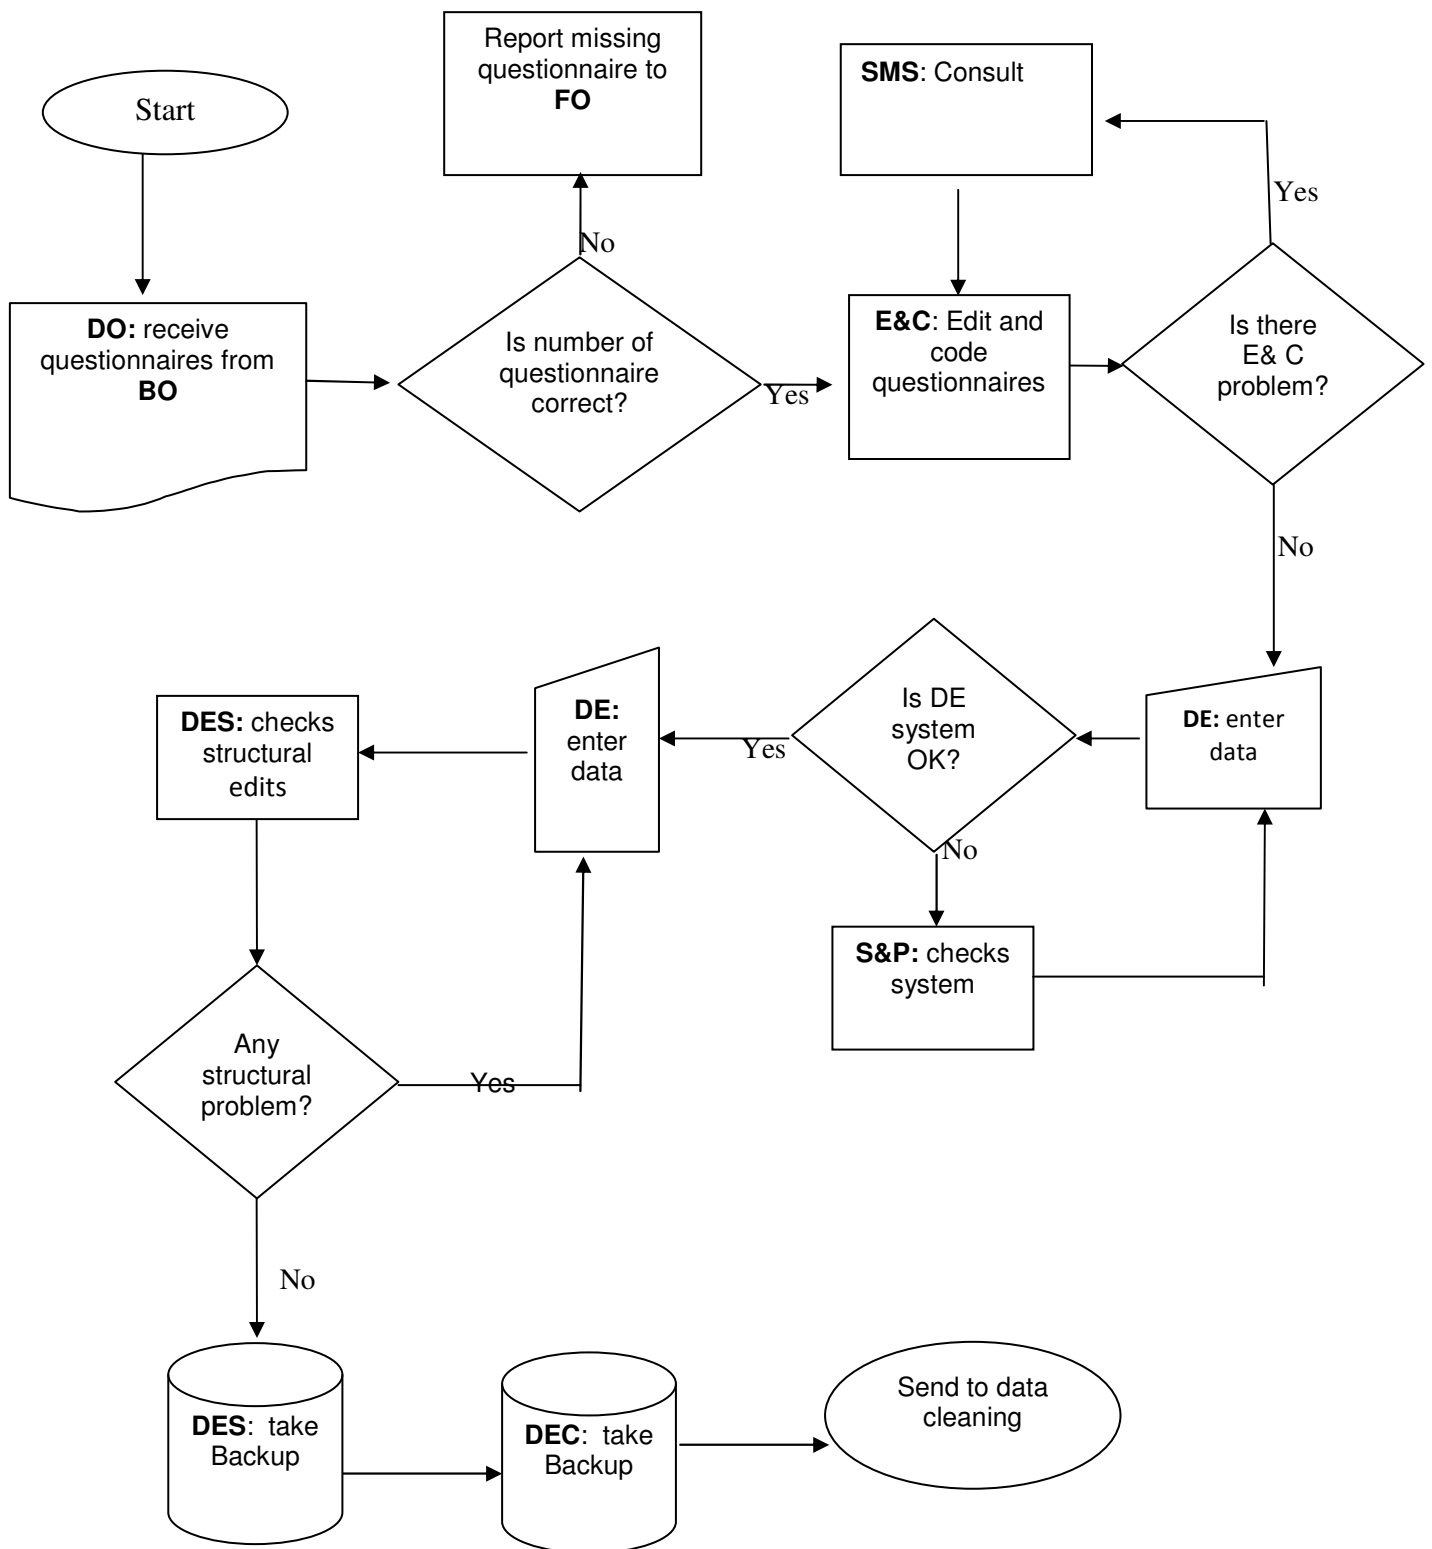 Start
Report missing
questionnaire to
FO
SMS: Consult
Yes
No
DO: receive
questionnaires from
BO
Is number of
questionnaire
correct?
Yes
E&C: Edit and
code
questionnaires
Is there
E& C
problem?
No
DE: enter
data
Is DE
system
OK?
Yes
No
DE:
enter
data
DES: checks
structural
edits
S&P: checks
system
Any
structural
problem?
Yes
No
DES:  take
Backup
DEC:  take
Backup
Send to data
cleaning